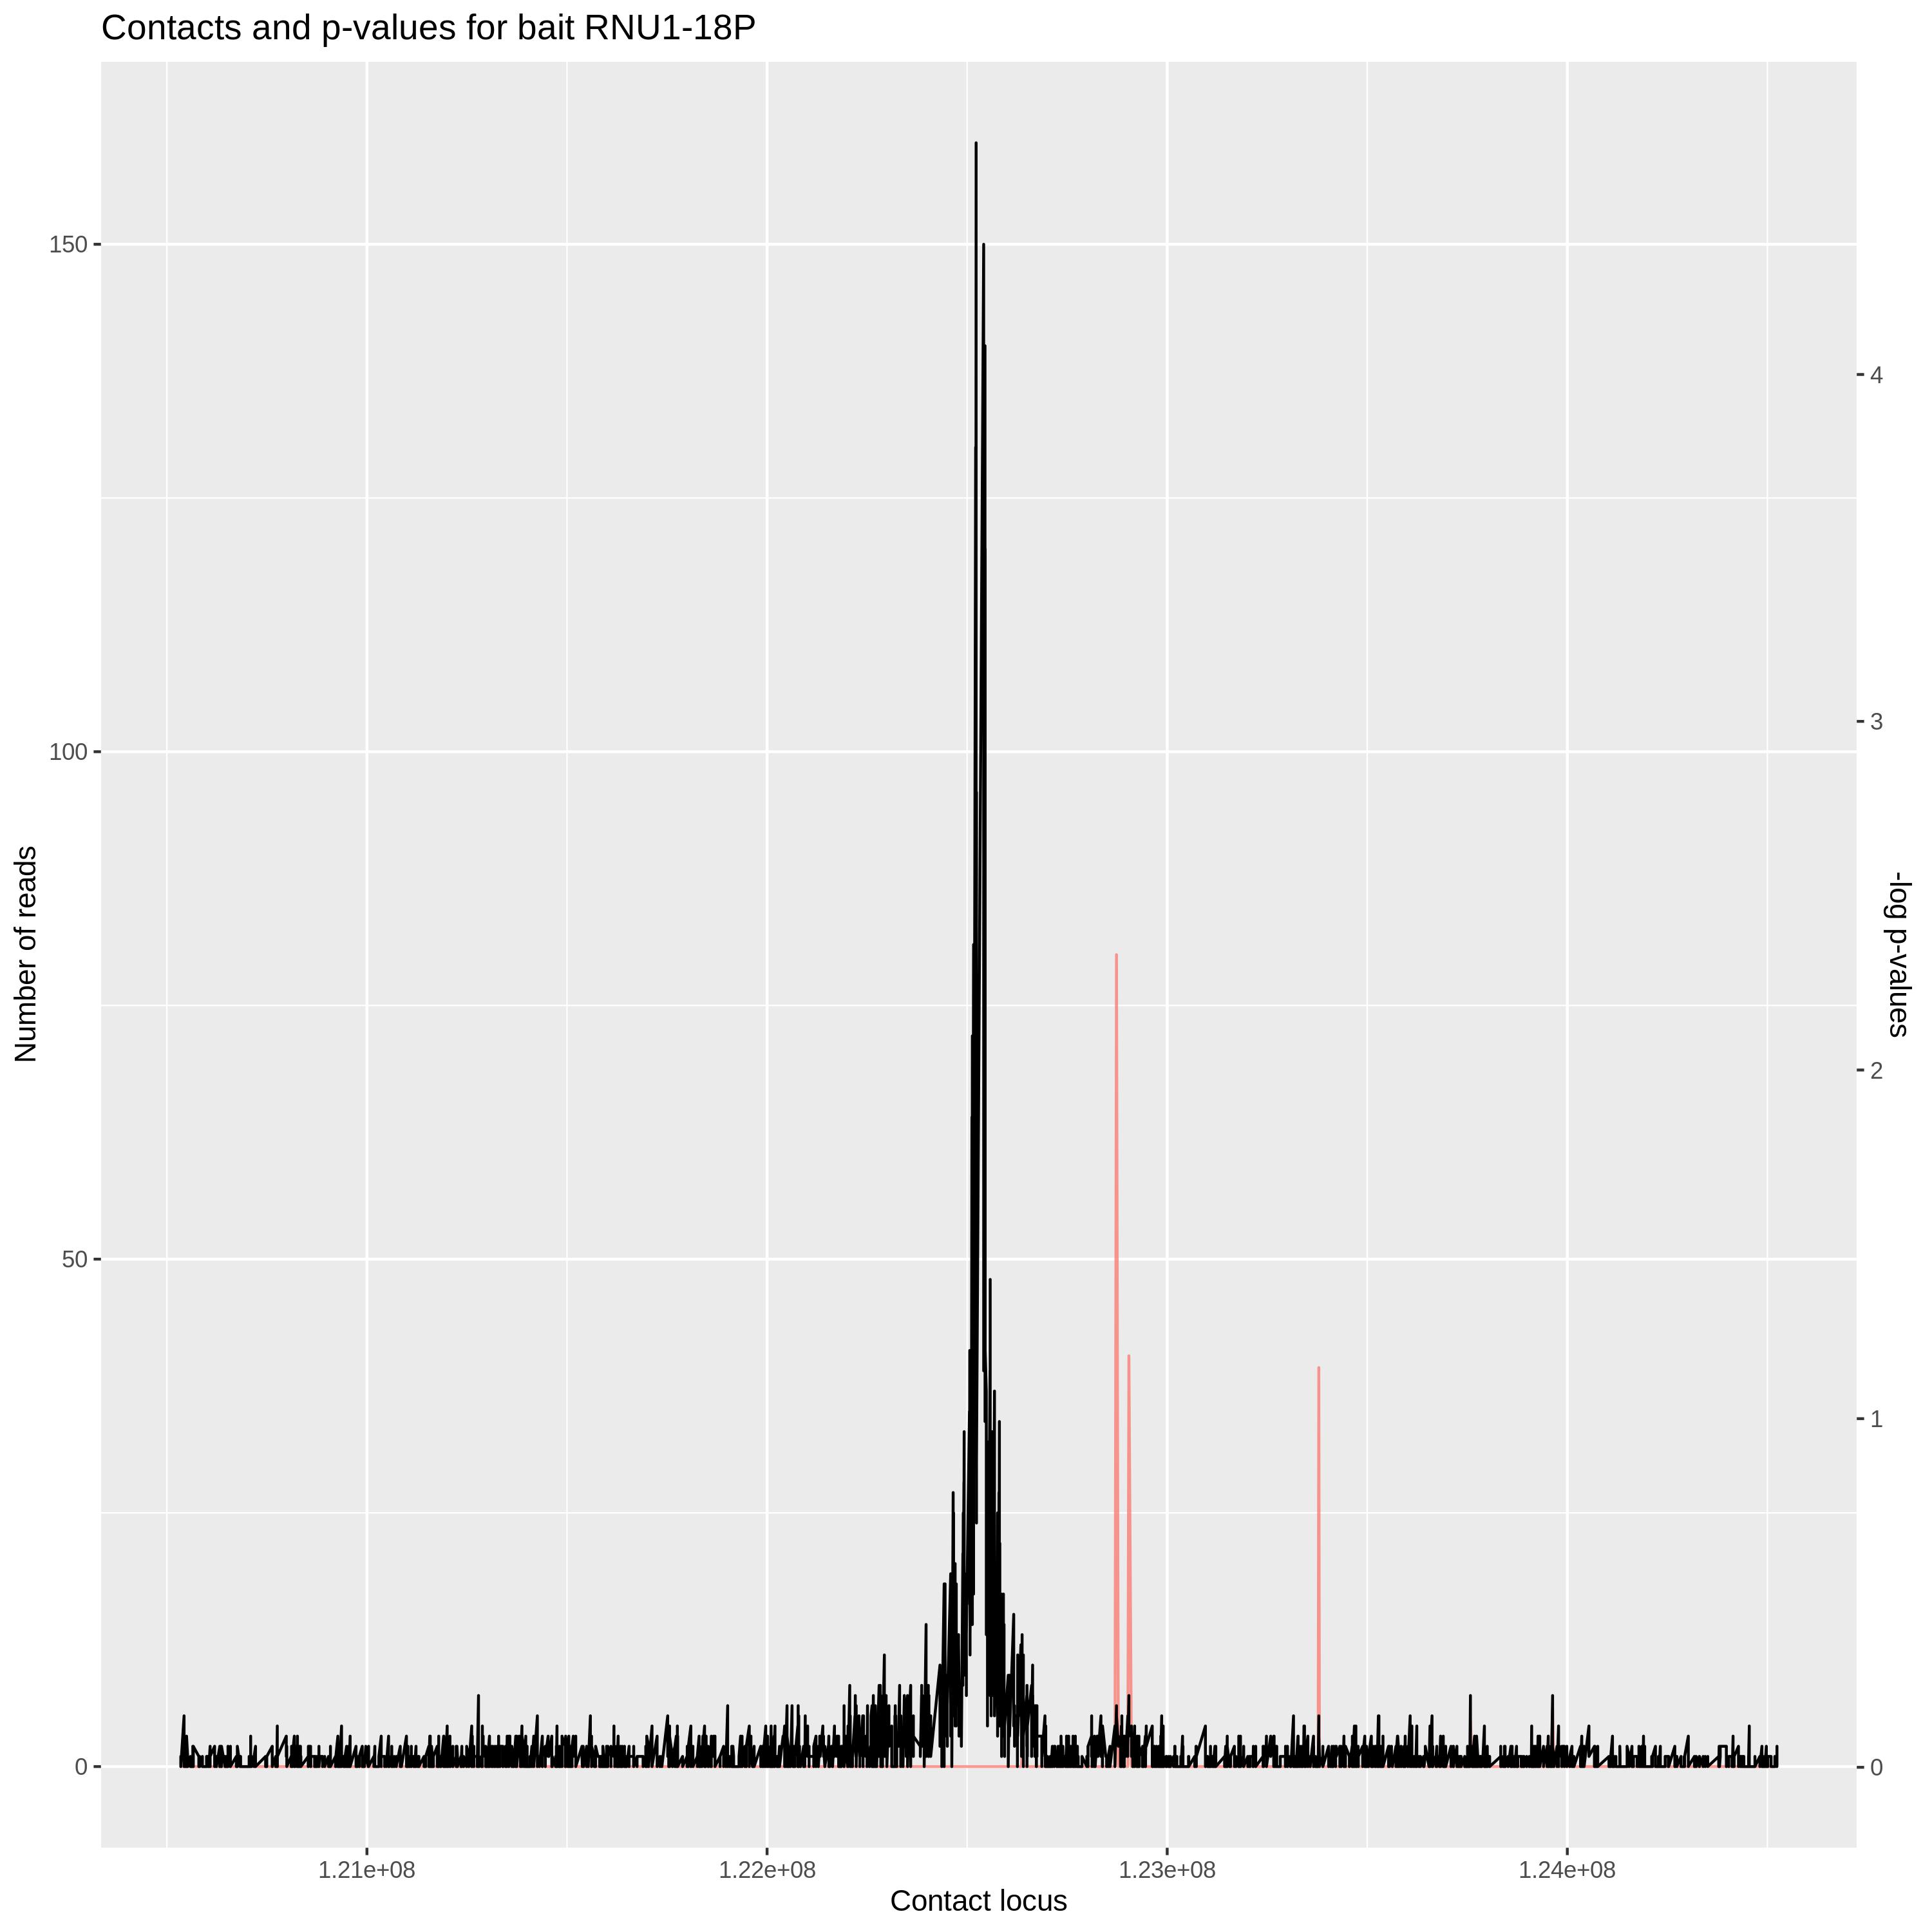 Contacts and p-values for bait RNU1-18P
Number of reads
150
100
50
0
4
3
2
1
0
-log p-values
1.21e+08
1.22e+08
1.23e+08
1.24e+08
Contact locus